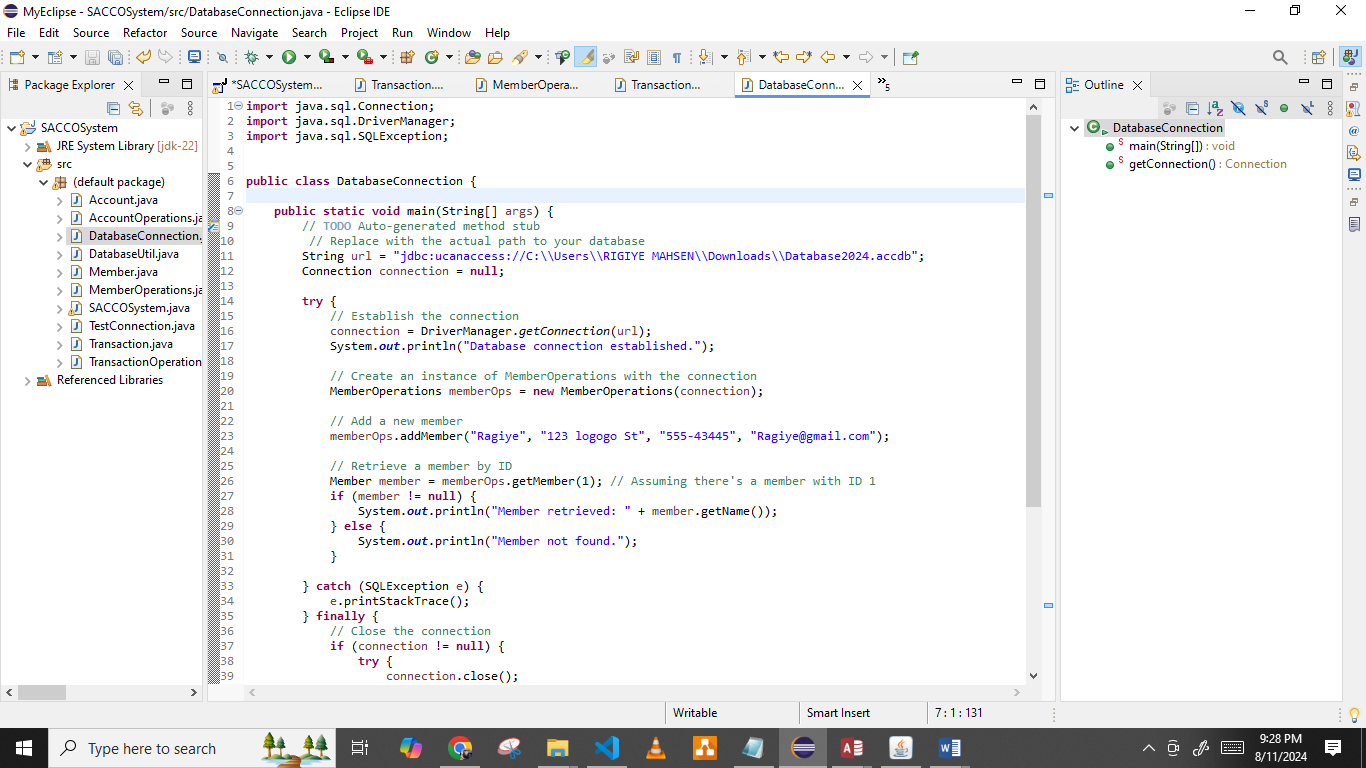 MyEclipse - SACCOSystem/src/DatabaseConnection.java - Eclipse IDE
File Edit Source Refactor Source Navigate Search Project Run Window Help
Package Explorer
*SACCOSystem... Transaction.... MemberOpera... Transaction... DatabaseConn... »5
Outline
SACCOSystem
JRE System Library [jdk-22]
src
(default package)
Account.java
AccountOperations.ja
DatabaseConnection.
DatabaseUtil.java
Member.java
MemberOperations.ja
SACCOSystem.java
TestConnection.java
Transaction.java
TransactionOperation
Referenced Libraries
1 import java.sql.Connection;
2 import java.sql.DriverManager;
3 import java.sql.SQLException;
4
5
6 public class DatabaseConnection {
7
8     public static void main(String[] args) {
9         // TODO Auto-generated method stub
10          // Replace with the actual path to your database
11         String url = "jdbc:ucanaccess://C:\\Users\\RIGIYE MAHSEN\\Downloads\\Database2024.accdb";
12         Connection connection = null;
13
14         try {
15             // Establish the connection
16             connection = DriverManager.getConnection(url);
17             System.out.println("Database connection established.");
18
19             // Create an instance of MemberOperations with the connection
20             MemberOperations memberOps = new MemberOperations(connection);
21
22             // Add a new member
23             memberOps.addMember("Ragiye", "123 logogo St", "555-43445", "Ragiye@gmail.com");
24
25             // Retrieve a member by ID
26             Member member = memberOps.getMember(1); // Assuming there's a member with ID 1
27             if (member != null) {
28                 System.out.println("Member retrieved: " + member.getName());
29             } else {
30                 System.out.println("Member not found.");
31             }
32
33         } catch (SQLException e) {
34             e.printStackTrace();
35         } finally {
36             // Close the connection
37             if (connection != null) {
38                 try {
39                     connection.close();
DatabaseConnection
main(String[]) : void
getConnection() : Connection
Writable Smart Insert 7 : 1 : 131
Type here to search
9:28 PM
8/11/2024